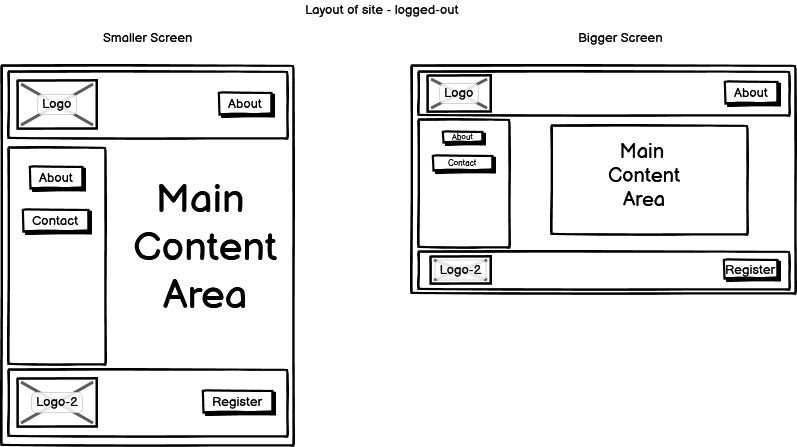 Layout of site - logged-out
Smaller Screen
Logo
About
About
Contact
Main
Content
Area
Logo-2
Register
Bigger Screen
Logo
About
About
Contact
Main
Content
Area
Logo-2
Register